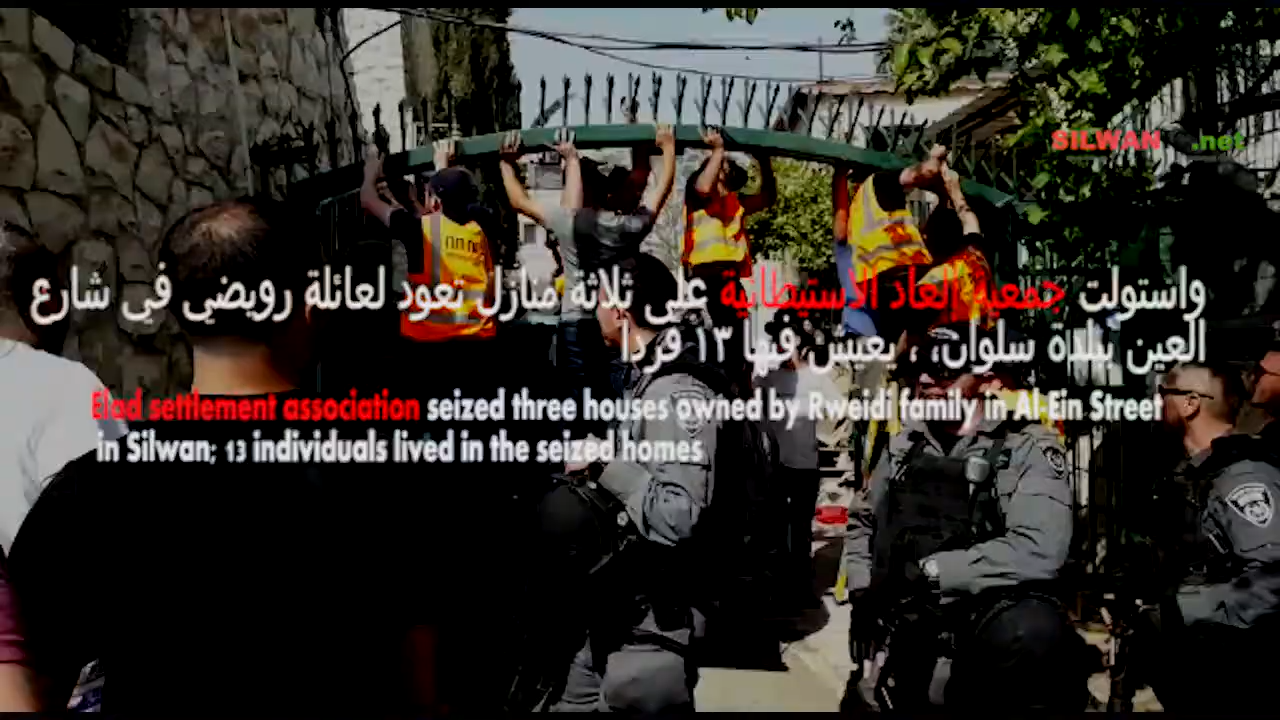 SILWAN .net
واستولت جمعية العاد الاستيطانية على ثلاثة منازل تعود لعائلة رويضي في شارع
العين ببلدة سلوان، ، يعيش فيها ١٣ فردا
Elad settlement association seized three houses owned by Rweidi family in Al-Ein Street
in Silwan; 13 individuals lived in the seized homes